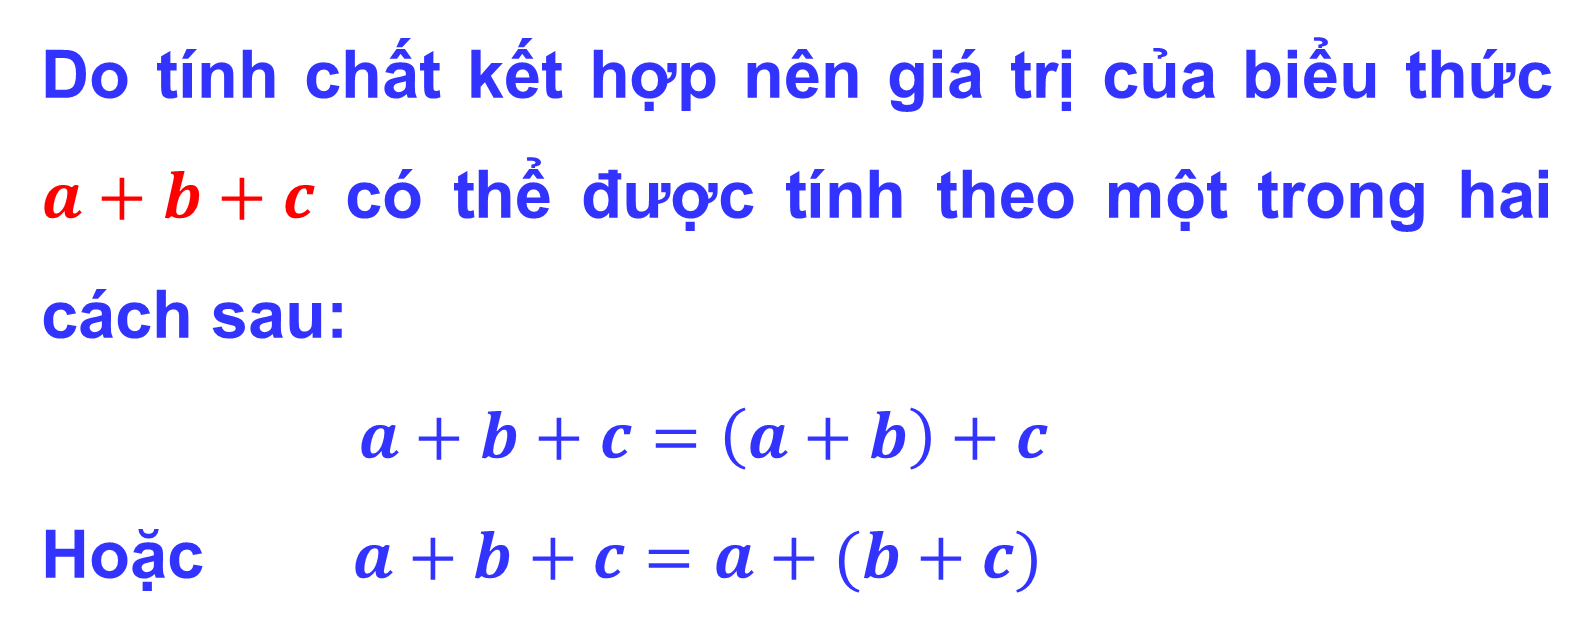 Do tính chất kết hợp nên giá trị của biểu thức
a + b + c có thể được tính theo một trong hai
cách sau:
a + b + c = (a + b) + c
Hoặc a + b + c = a + (b + c)